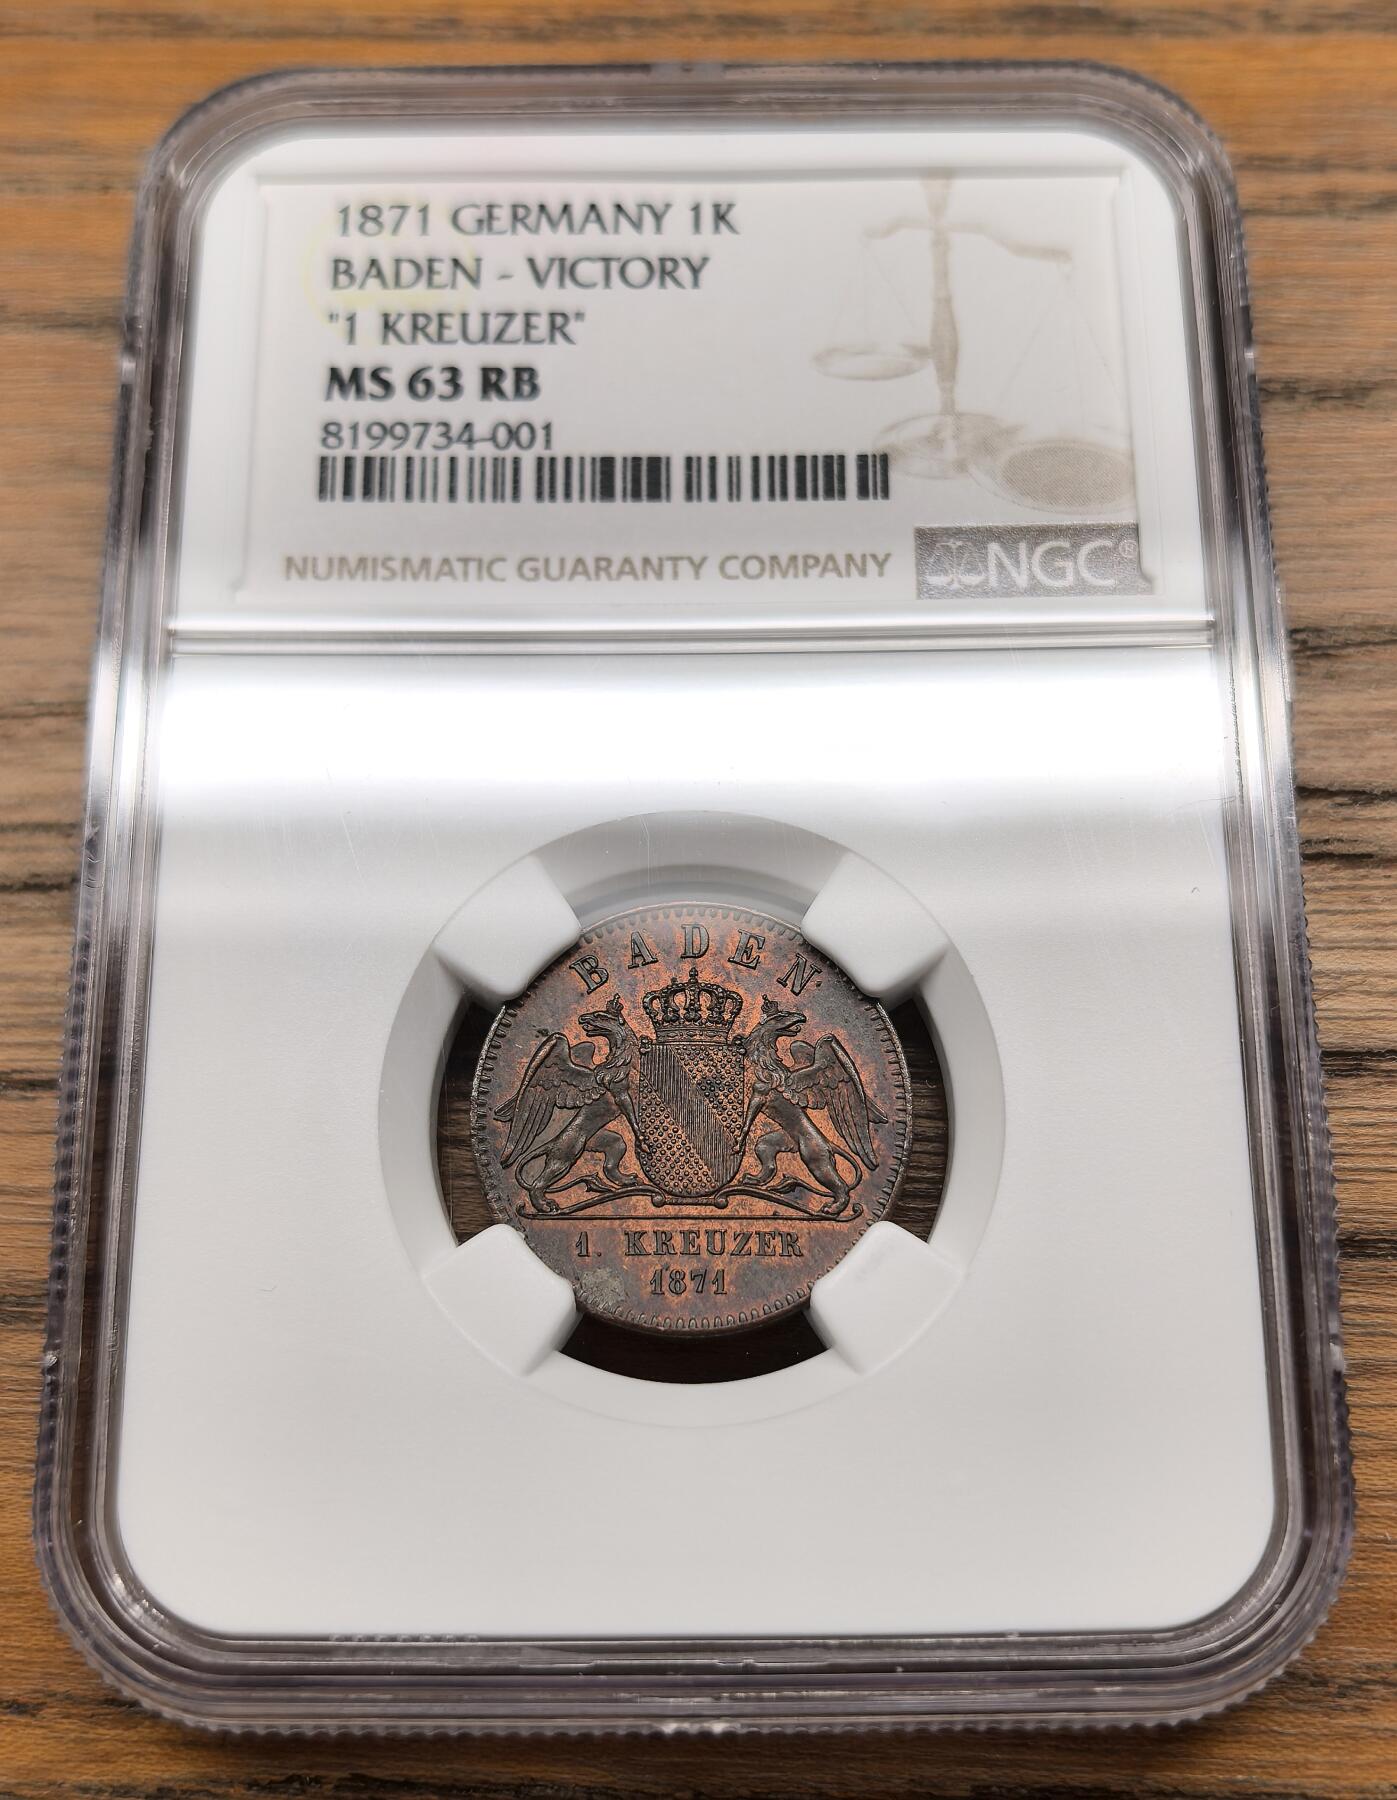 1871 GERMANY 1K
BADEN - VICTORY
"1 KREUZER"
MS 63 RB
8199734-001
NUMISMATIC GUARANTY COMPANY
NGC®
BADEN
1. KREUZER
1871